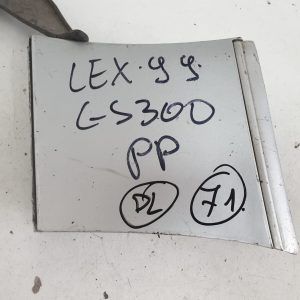 LEX.99.
GS300
PP
DL 71.